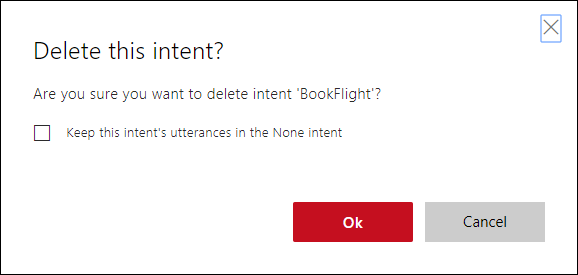 Delete this intent?
Are you sure you want to delete intent 'BookFlight'?
Keep this intent's utterances in the None intent
Ok
Cancel